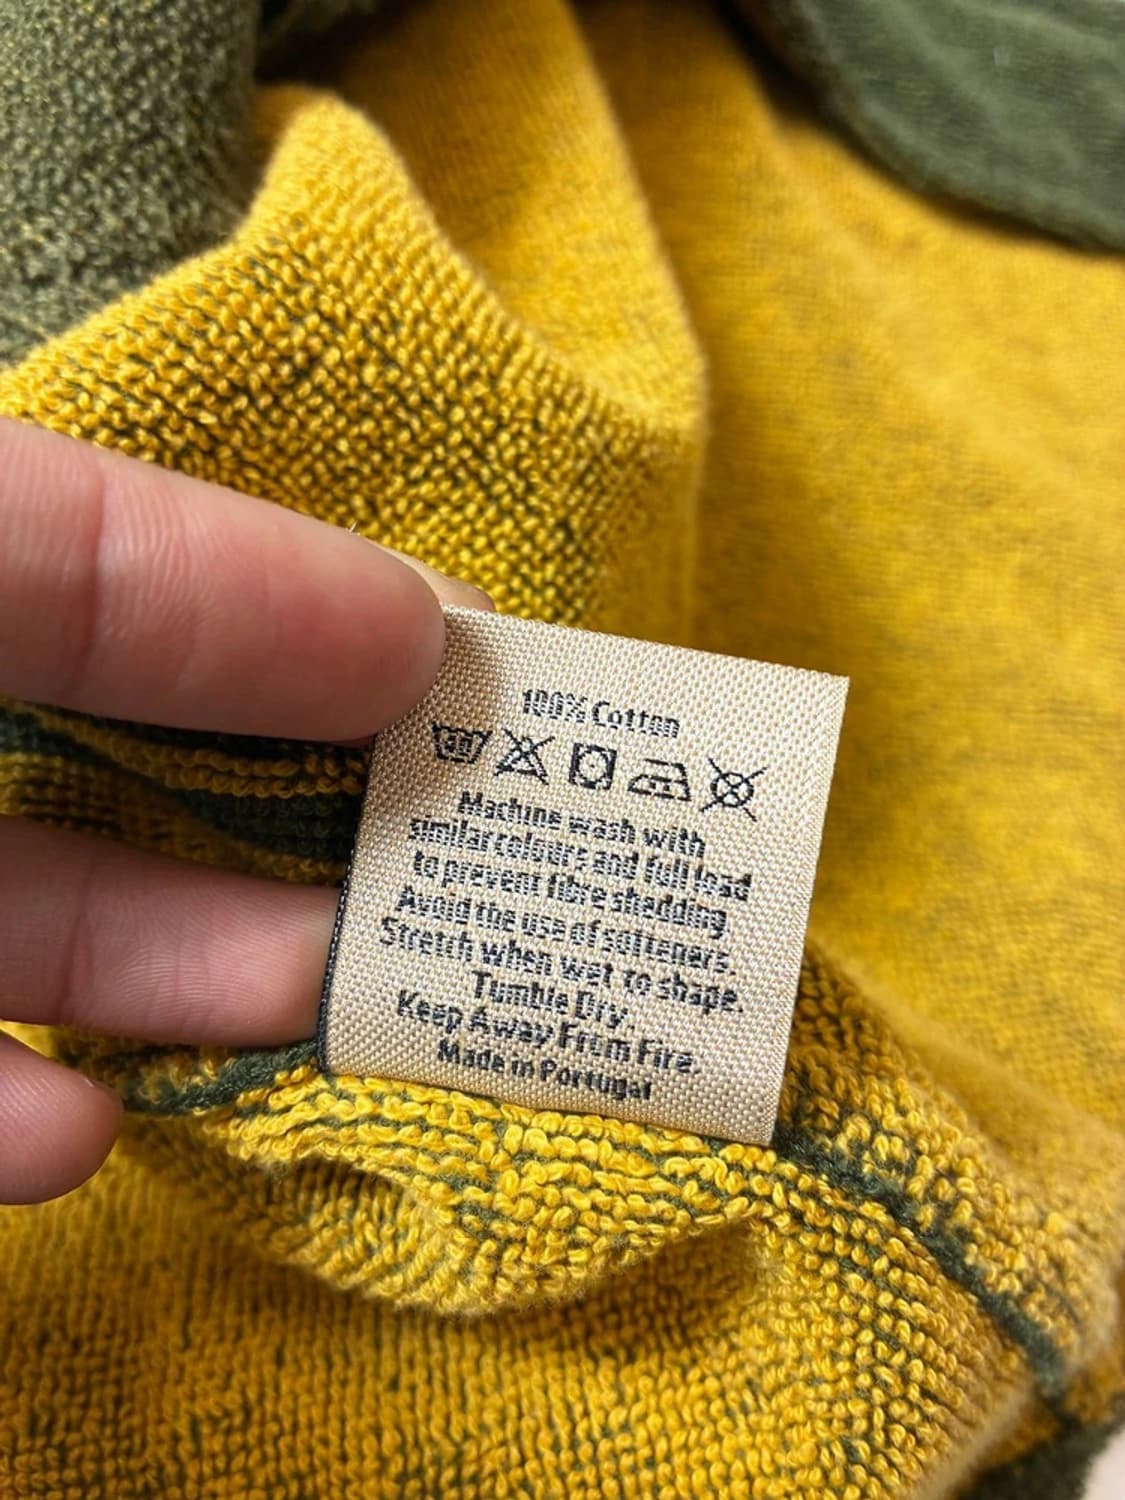 100% Cotton
30
Machine wash with
similar colours and full load
to prevent fibre shedding.
Avoid the use of softeners.
Stretch when wet to shape.
Tumble Dry.
Keep Away From Fire.
Made in Portugal